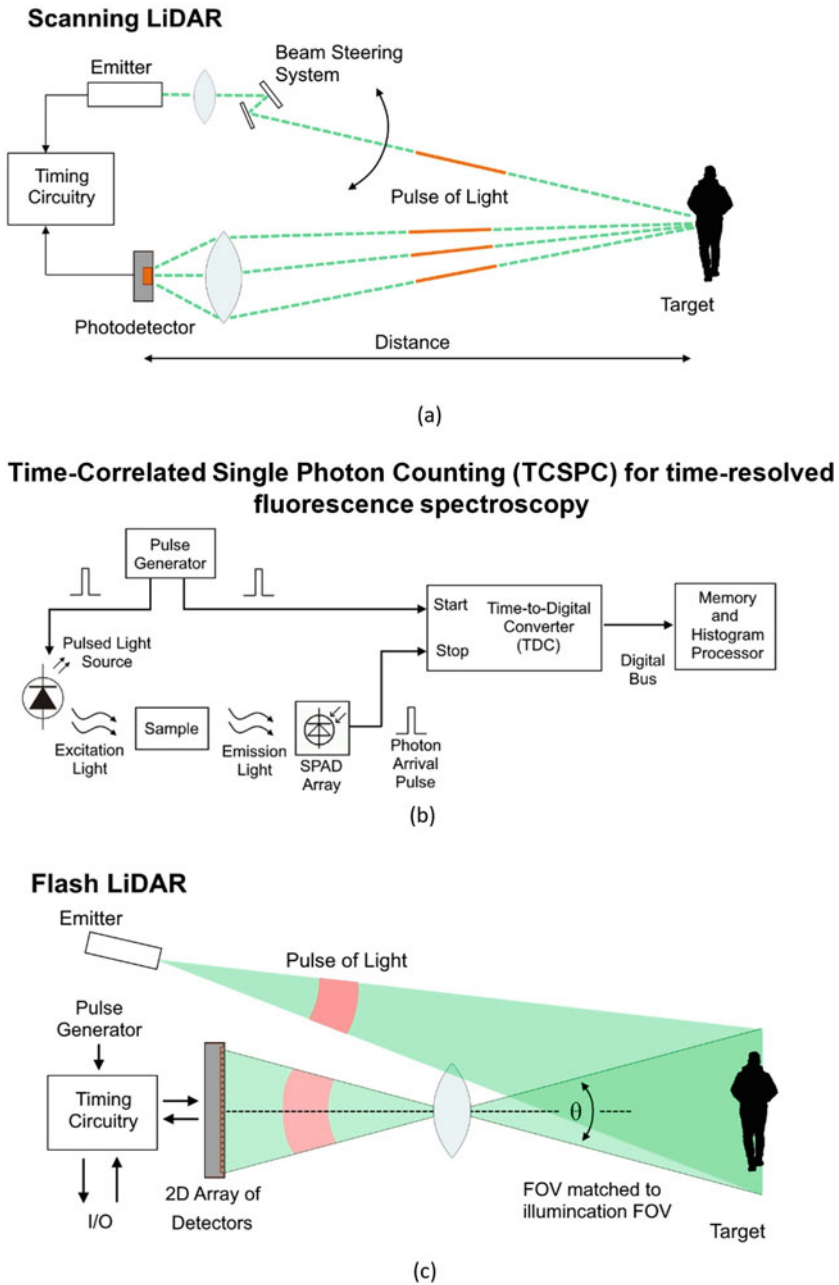 Scanning LiDAR
Emitter
Beam Steering
System
Timing
Circuitry
Pulse of Light
Photodetector
Target
Distance
(a)
Time-Correlated Single Photon Counting (TCSPC) for time-resolved
fluorescence spectroscopy
Pulse
Generator
Start
Stop
Time-to-Digital
Converter
(TDC)
Memory
and
Histogram
Processor
Digital
Bus
Pulsed Light
Source
Excitation
Light
Sample
Emission
Light
SPAD
Array
Photon
Arrival
Pulse
(b)
Flash LiDAR
Emitter
Pulse of Light
Pulse
Generator
Timing
Circuitry
I/O
2D Array of
Detectors
θ
FOV matched to
illumincation FOV
Target
(c)